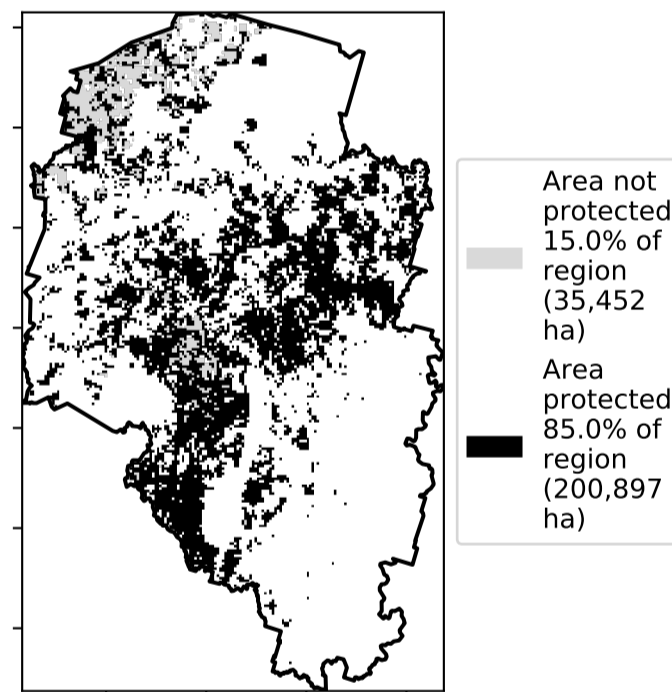 Area not
protected
15.0% of
region
(35,452
ha)
Area
protected
85.0% of
region
(200,897
ha)